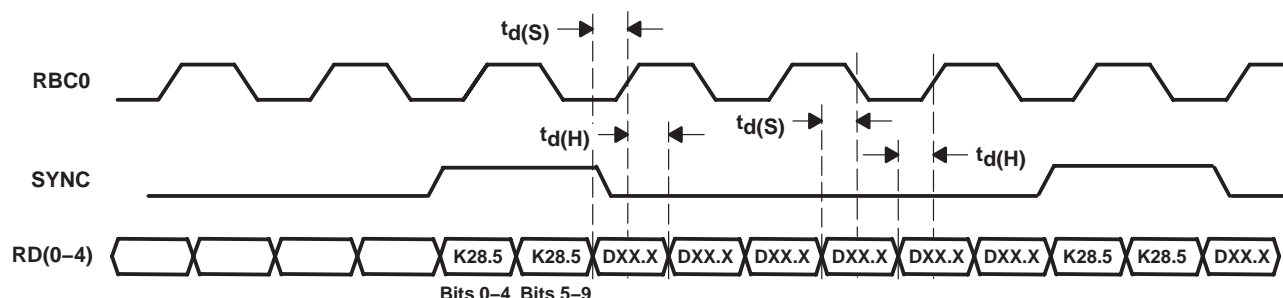 td(S)
RBC0
td(H)
td(S)
td(H)
SYNC
RD(0–4)
K28.5 K28.5 DXX.X DXX.X DXX.X DXX.X DXX.X DXX.X K28.5 K28.5 DXX.X
Bits 0–4 Bits 5–9